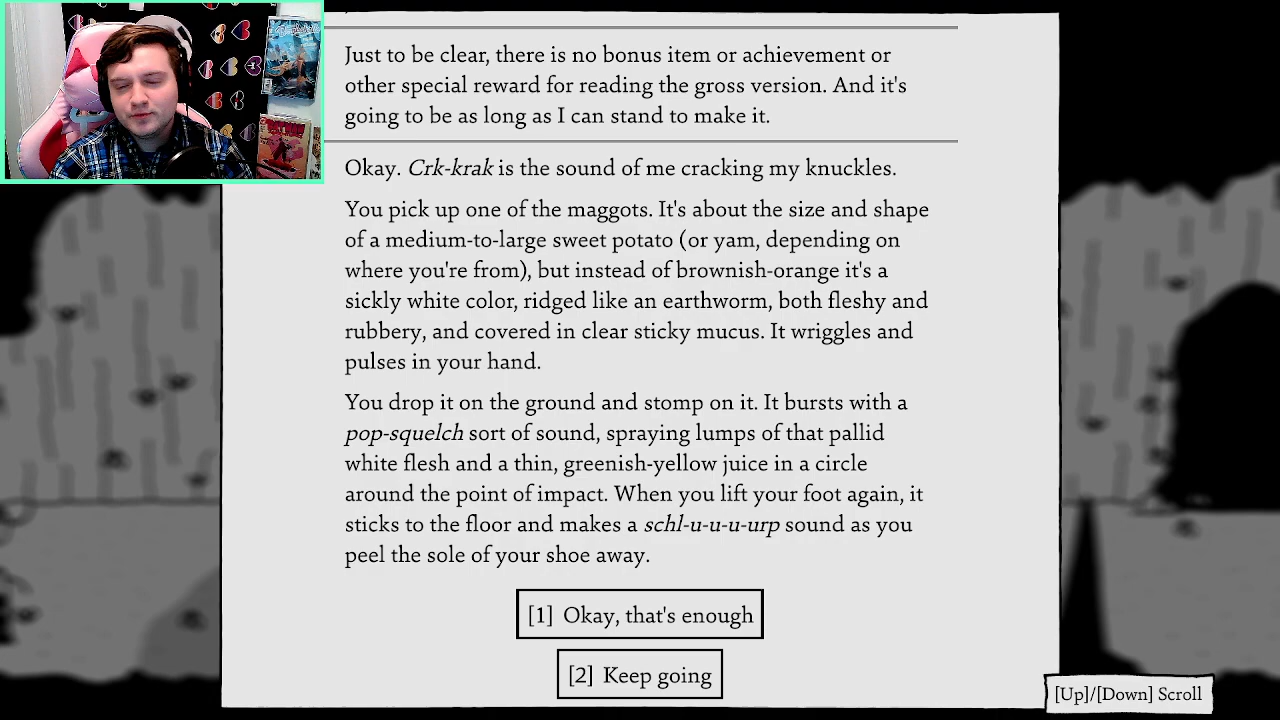 Just to be clear, there is no bonus item or achievement or
other special reward for reading the gross version. And it's
going to be as long as I can stand to make it.
Okay. Crk-krak is the sound of me cracking my knuckles.
You pick up one of the maggots. It's about the size and shape
of a medium-to-large sweet potato (or yam, depending on
where you're from), but instead of brownish-orange it's a
sickly white color, ridged like an earthworm, both fleshy and
rubbery, and covered in clear sticky mucus. It wriggles and
pulses in your hand.
You drop it on the ground and stomp on it. It bursts with a
pop-squelch sort of sound, spraying lumps of that pallid
white flesh and a thin, greenish-yellow juice in a circle
around the point of impact. When you lift your foot again, it
sticks to the floor and makes a schl-u-u-u-urp sound as you
peel the sole of your shoe away.
[1] Okay, that's enough
[2] Keep going
[Up]/[Down] Scroll